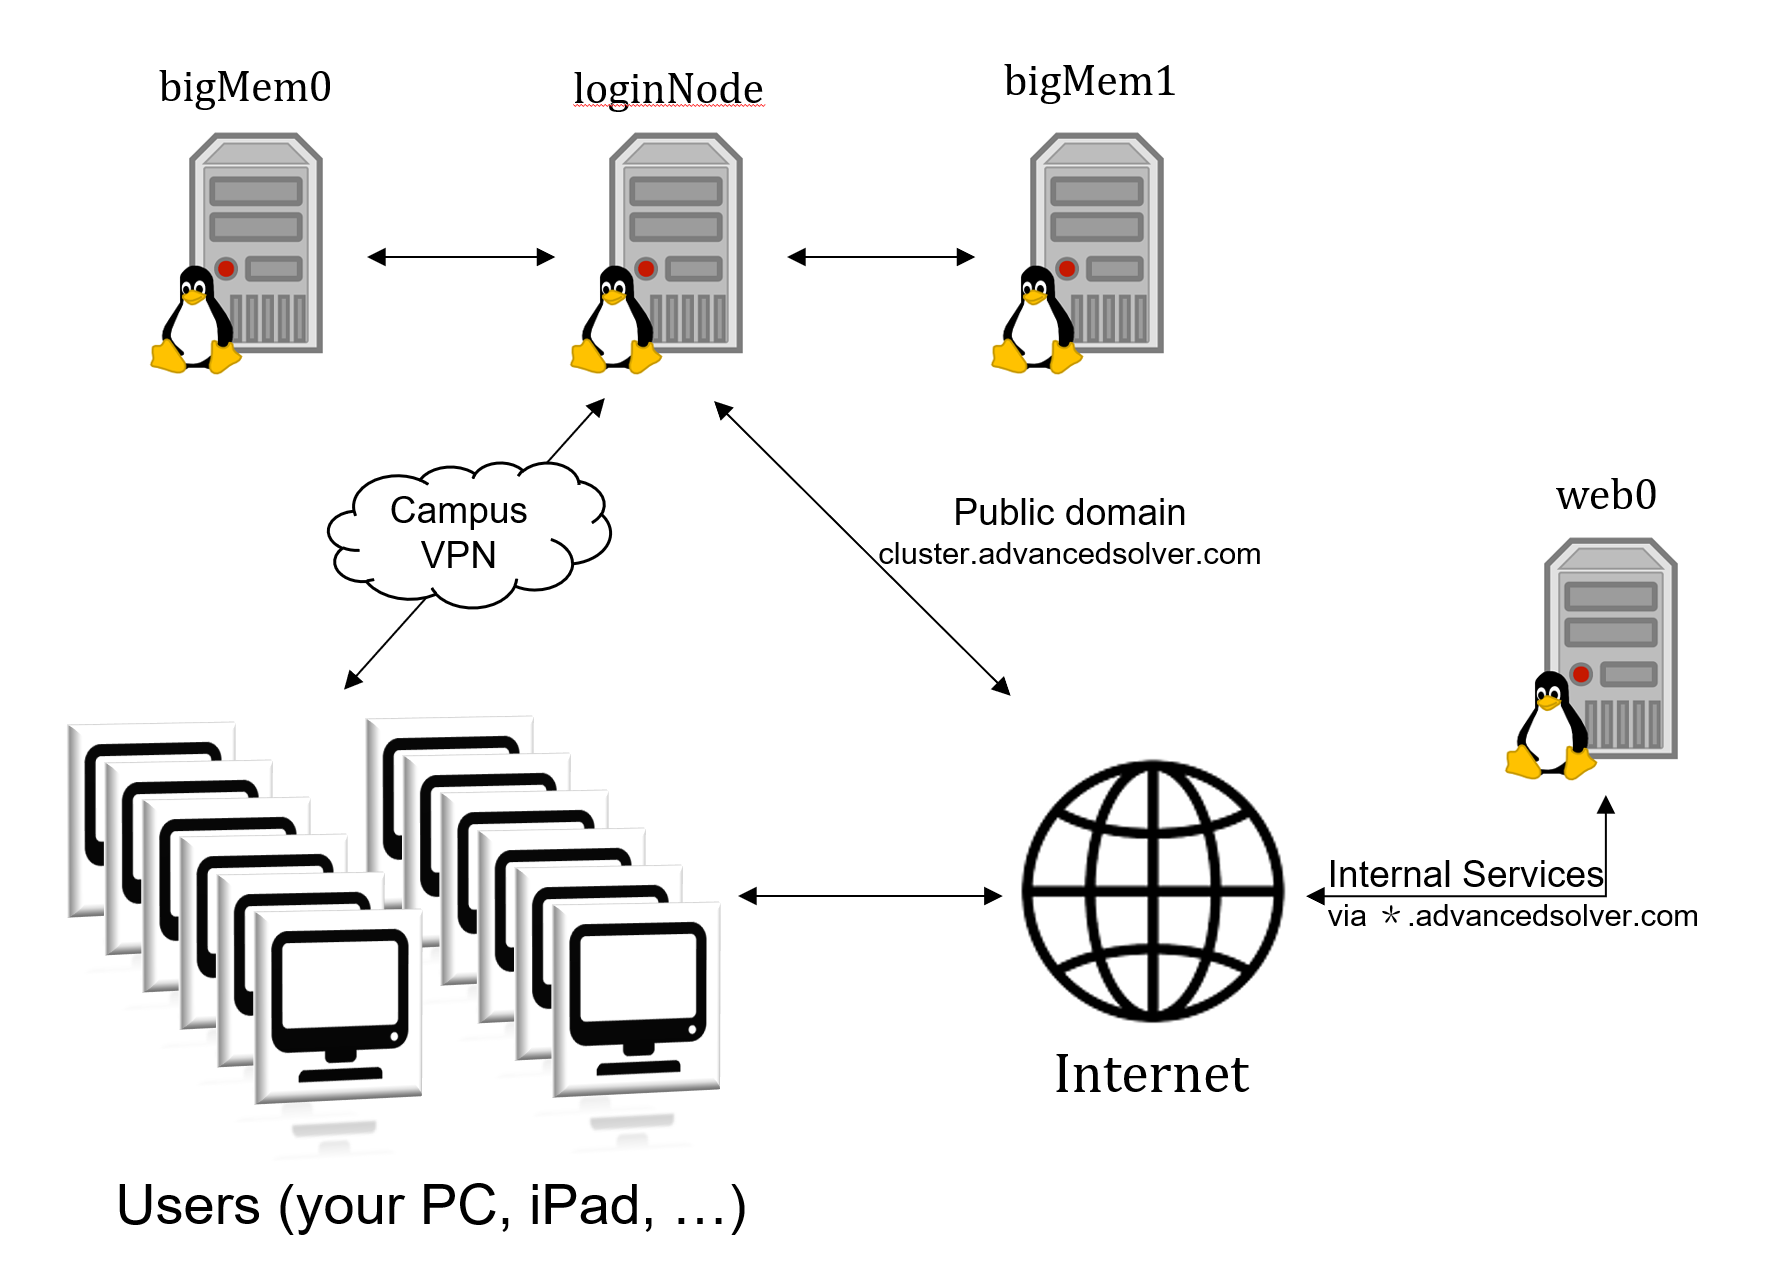 bigMem0
loginNode
bigMem1
Campus
VPN
Public domain
cluster.advancedsolver.com
web0
Internal Services
via *.advancedsolver.com
Internet
Users (your PC, iPad, …)